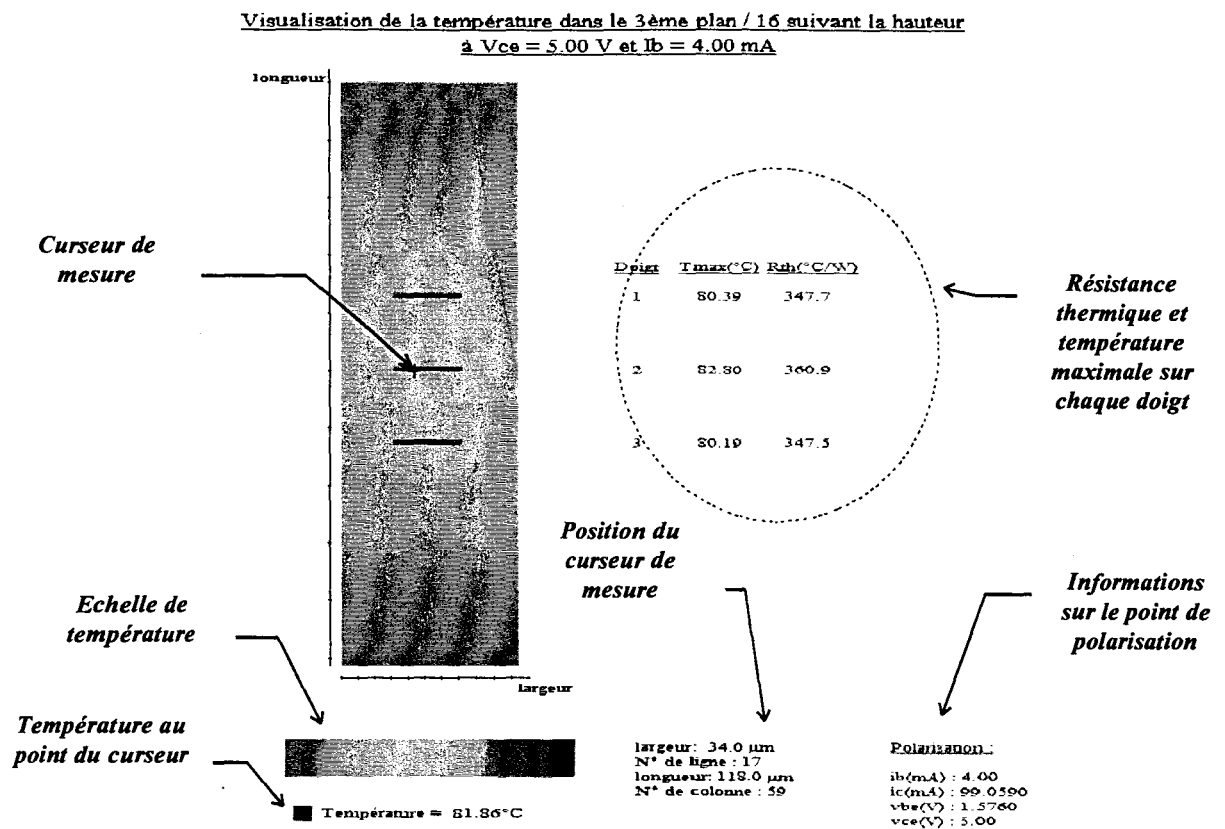 Visualisation de la température dans le 3ème plan / 16 suivant la hauteur
à Vce = 5.00 V et Ib = 4.00 mA
longueur
Curseur de
mesure
Doigt Tmax(°C) Rth(°C/W)
1 80.39 347.7
2 82.80 360.9
3 80.19 347.5
Résistance
thermique et
température
maximale sur
chaque doigt
Position du
curseur de
mesure
Informations
sur le point de
polarisation
Echelle de
température
largeur
Température au
point du curseur
Température = 81.86°C
largeur: 34.0 µm
N° de ligne : 17
longueur: 118.0 µm
N° de colonne : 59
Polarisation :
ib(mA) : 4.00
ic(mA) : 99.0590
vbe(V) : 1.5760
vce(V) : 5.00